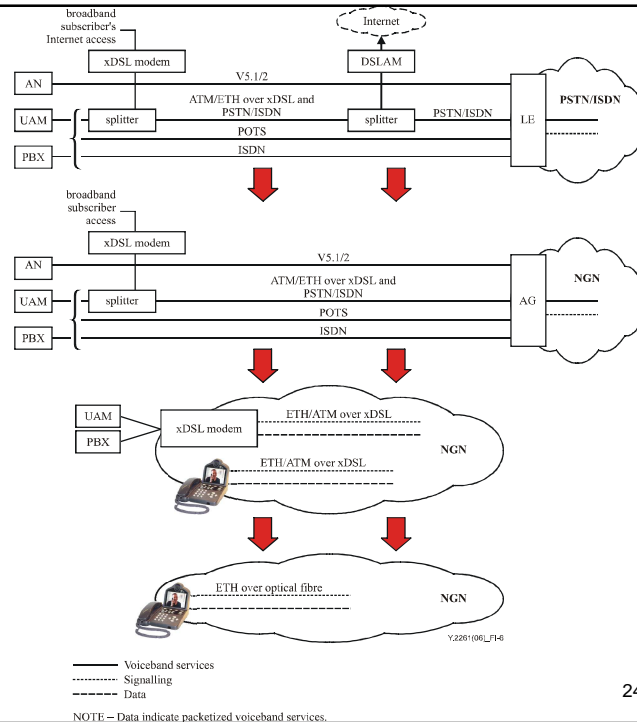 broadband
subscriber's
Internet access
Internet
xDSL modem
DSLAM
AN
V5.1/2
ATM/ETH over xDSL and
PSTN/ISDN
PSTN/ISDN
UAM
splitter
splitter
PSTN/ISDN
LE
POTS
PBX
ISDN
broadband
subscriber
access
xDSL modem
AN
V5.1/2
ATM/ETH over xDSL and
PSTN/ISDN
NGN
UAM
splitter
AG
POTS
PBX
ISDN
UAM
PBX
xDSL modem
ETH/ATM over xDSL
NGN
ETH/ATM over xDSL
ETH over optical fibre
NGN
Y.2261(06)_FI-6
Voiceband services
Signalling
Data
24
NOTE – Data indicate packetized voiceband services.